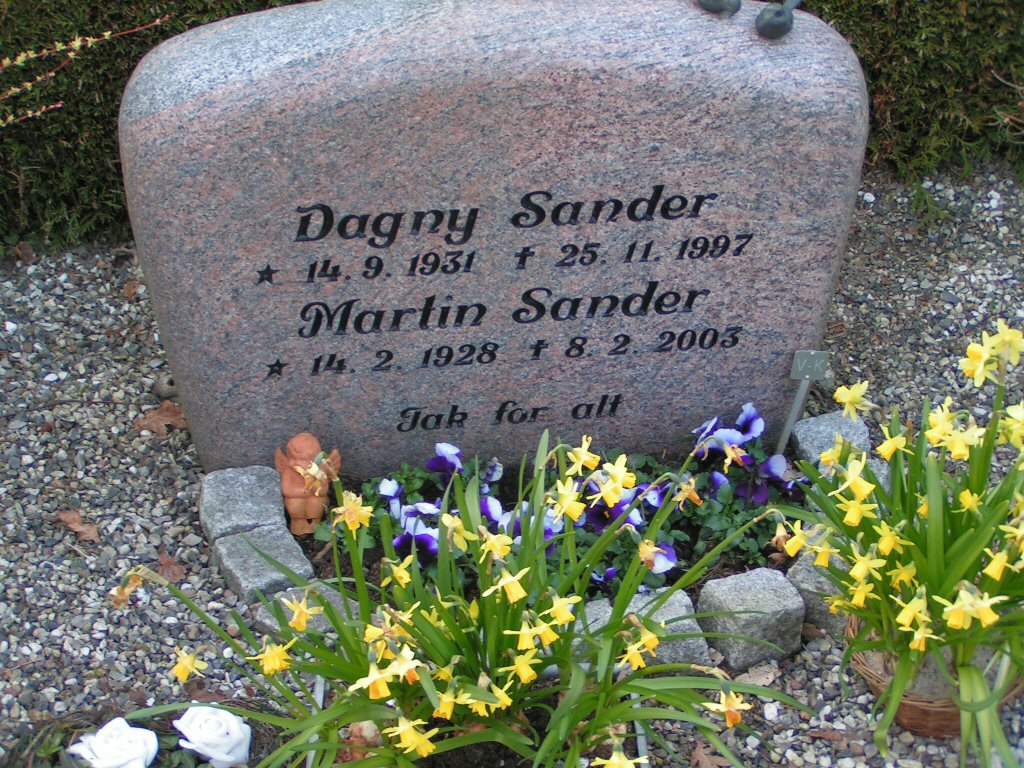 Dagny Sander
★ 14. 9. 1931 ✝ 25. 11. 1997
Martin Sander
★ 14. 2. 1928 ✝ 8. 2. 2003
Tak for alt
V-K